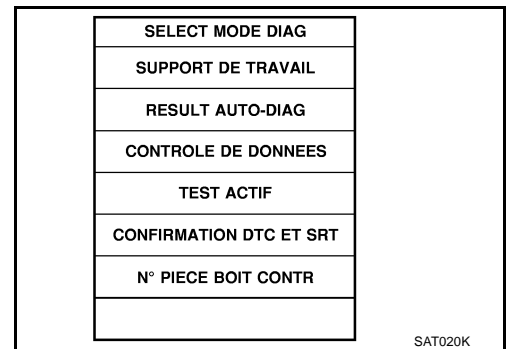 SELECT MODE DIAG
SUPPORT DE TRAVAIL
RESULT AUTO-DIAG
CONTROLE DE DONNEES
TEST ACTIF
CONFIRMATION DTC ET SRT
N° PIECE BOIT CONTR
SAT020K